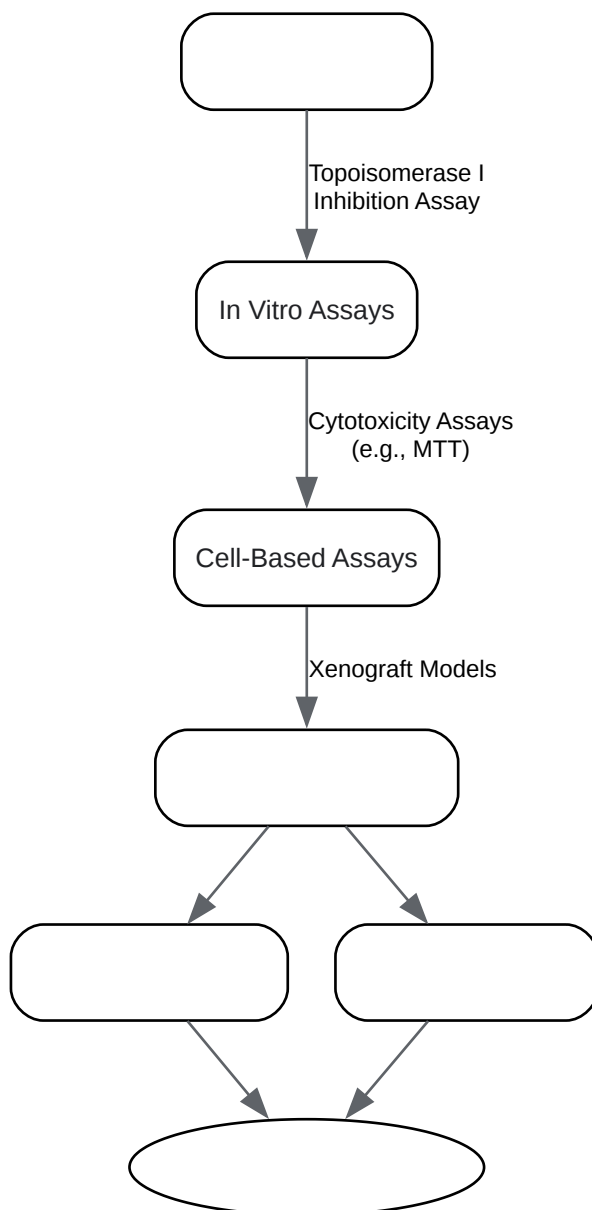 Topoisomerase I
Inhibition Assay
In Vitro Assays
Cytotoxicity Assays
(e.g., MTT)
Cell-Based Assays
Xenograft Models